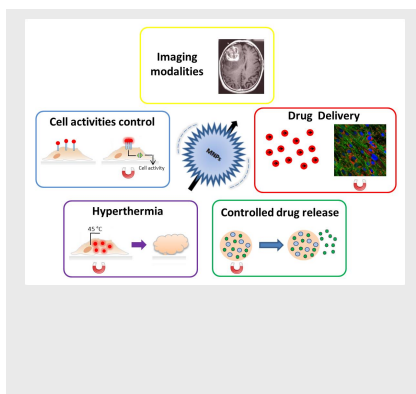 Imaging
modalities
Cell activities control
Cell activity
MNPs
Drug Delivery
Hyperthermia
45 °C
Controlled drug release